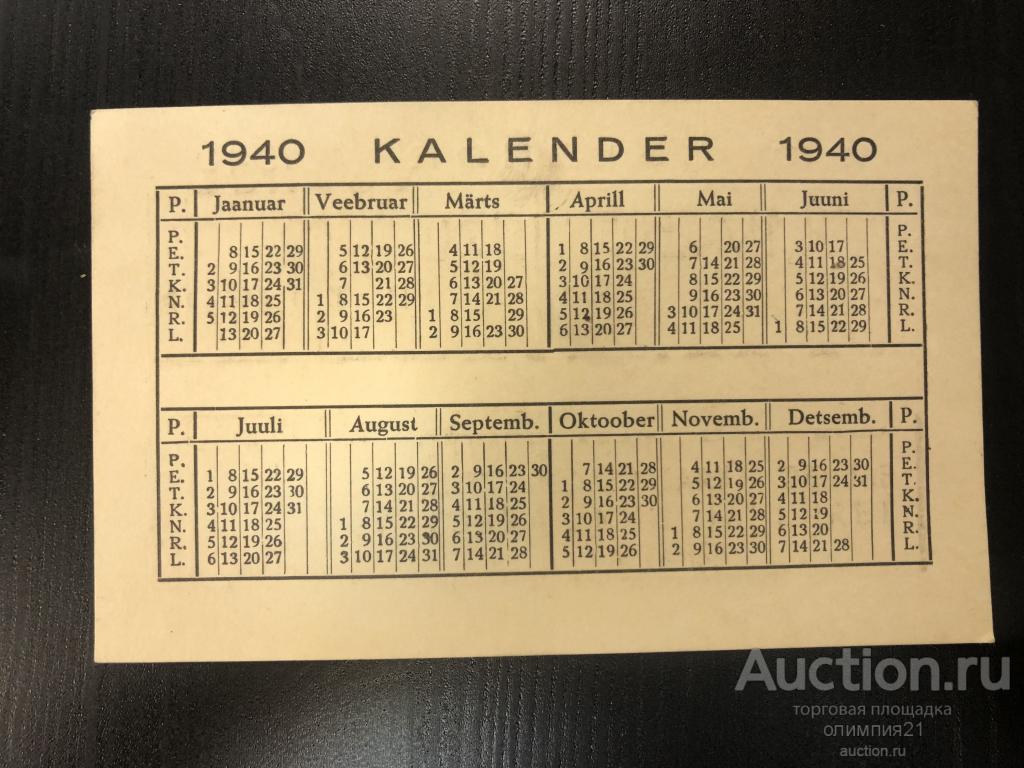 1940 KALENDER 1940
P. Jaanuar Veebruar Märts Aprill Mai Juuni P.
P. P.
E. 8 15 22 29 5 12 19 26 4 11 18 1 8 15 22 29 6 20 27 3 10 17 E.
T. 2 9 16 23 30 6 13 20 27 5 12 19 2 9 16 23 30 7 14 21 28 4 11 18 25 T.
K. 3 10 17 24 31 7 21 28 6 13 20 27 3 10 17 24 8 15 22 29 5 12 19 26 K.
N. 4 11 18 25 1 8 15 22 29 7 14 21 28 4 11 18 25 9 16 23 30 6 13 20 27 N.
R. 5 12 19 26 2 9 16 23 1 8 15 29 5 12 19 26 3 10 17 24 31 7 14 21 28 R.
L. 13 20 27 3 10 17 2 9 16 23 30 6 13 20 27 4 11 18 25 1 8 15 22 29 L.
P. Juuli August Septemb. Oktoober Novemb. Detsemb. P.
P. P.
E. 1 8 15 22 29 5 12 19 26 2 9 16 23 30 7 14 21 28 4 11 18 25 2 9 16 23 30 E.
T. 2 9 16 23 30 6 13 20 27 3 10 17 24 1 8 15 22 29 5 12 19 26 3 10 17 24 31 T.
K. 3 10 17 24 31 7 14 21 28 4 11 18 25 2 9 16 23 30 6 13 20 27 4 11 18 K.
N. 4 11 18 25 1 8 15 22 29 5 12 19 26 3 10 17 24 7 14 21 28 5 12 19 N.
R. 5 12 19 26 2 9 16 23 30 6 13 20 27 4 11 18 25 1 8 15 22 29 6 13 20 R.
L. 6 13 20 27 3 10 17 24 31 7 14 21 28 5 12 19 26 2 9 16 23 30 7 14 21 28 L.
Auction.ru
торговая площадка
олимпия21
auction.ru